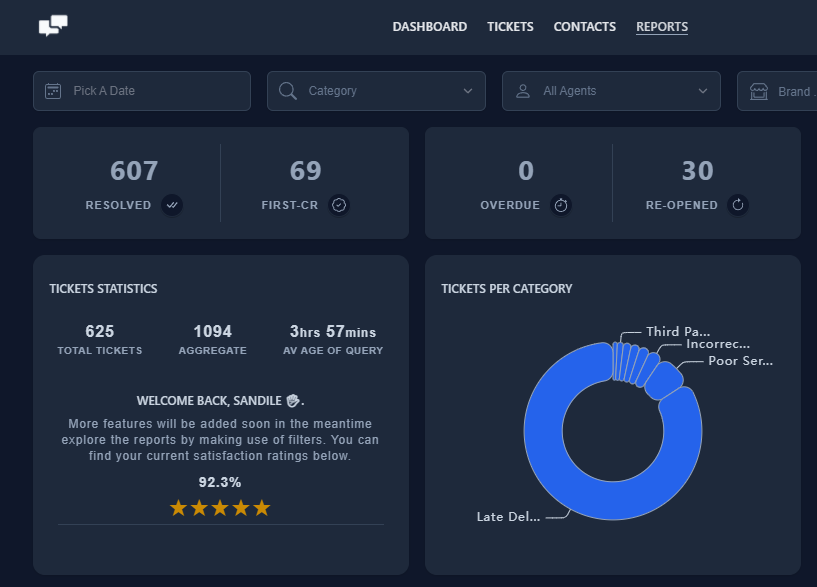 DASHBOARD TICKETS CONTACTS REPORTS
Pick A Date Category All Agents Brand .
607 69 0 30
RESOLVED FIRST-CR OVERDUE RE-OPENED
TICKETS STATISTICS
625 1094 3hrs 57mins
TOTAL TICKETS AGGREGATE AV AGE OF QUERY
WELCOME BACK, SANDILE 👋.
More features will be added soon in the meantime
explore the reports by making use of filters. You can
find your current satisfaction ratings below.
92.3%
TICKETS PER CATEGORY
Third Pa...
Incorrec...
Poor Ser...
Late Del...